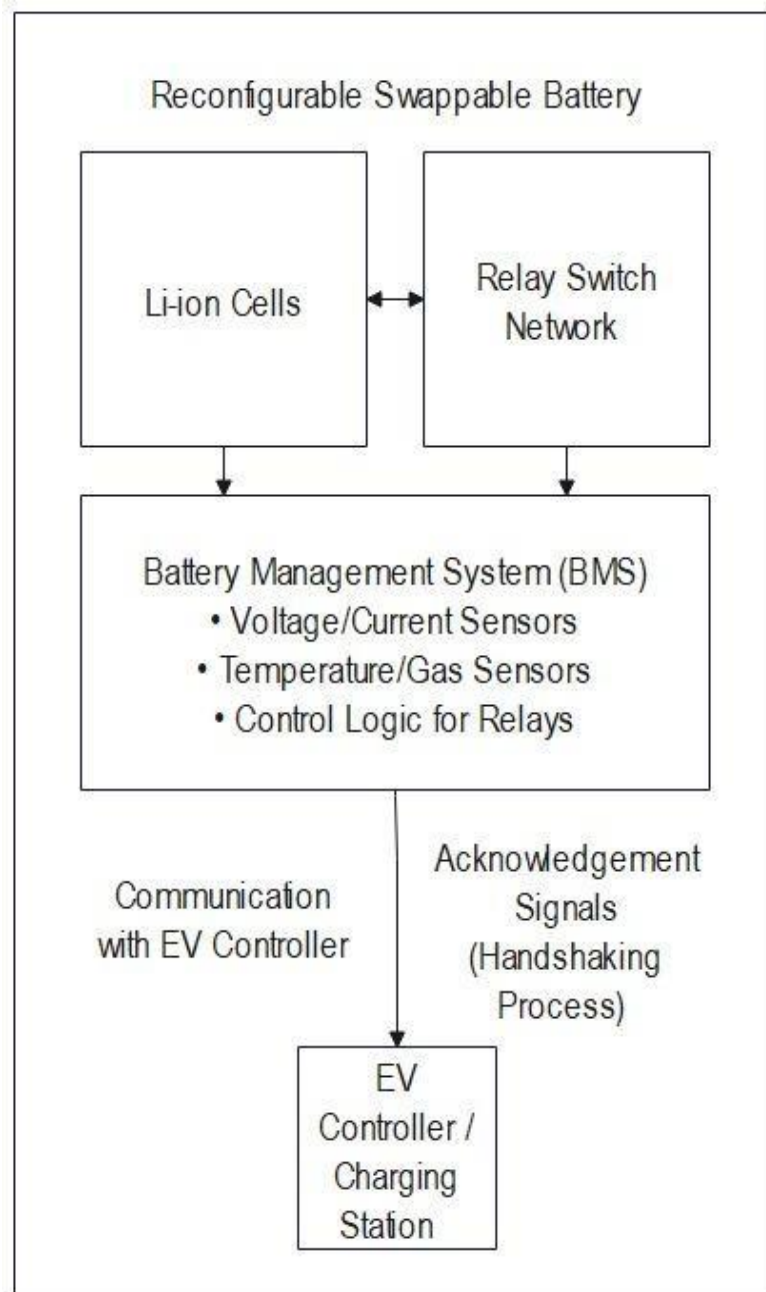 Reconfigurable Swappable Battery
Li-ion Cells
Relay Switch
Network
Battery Management System (BMS)
• Voltage/Current Sensors
• Temperature/Gas Sensors
• Control Logic for Relays
Communication
with EV Controller
Acknowledgement
Signals
(Handshaking
Process)
EV
Controller /
Charging
Station